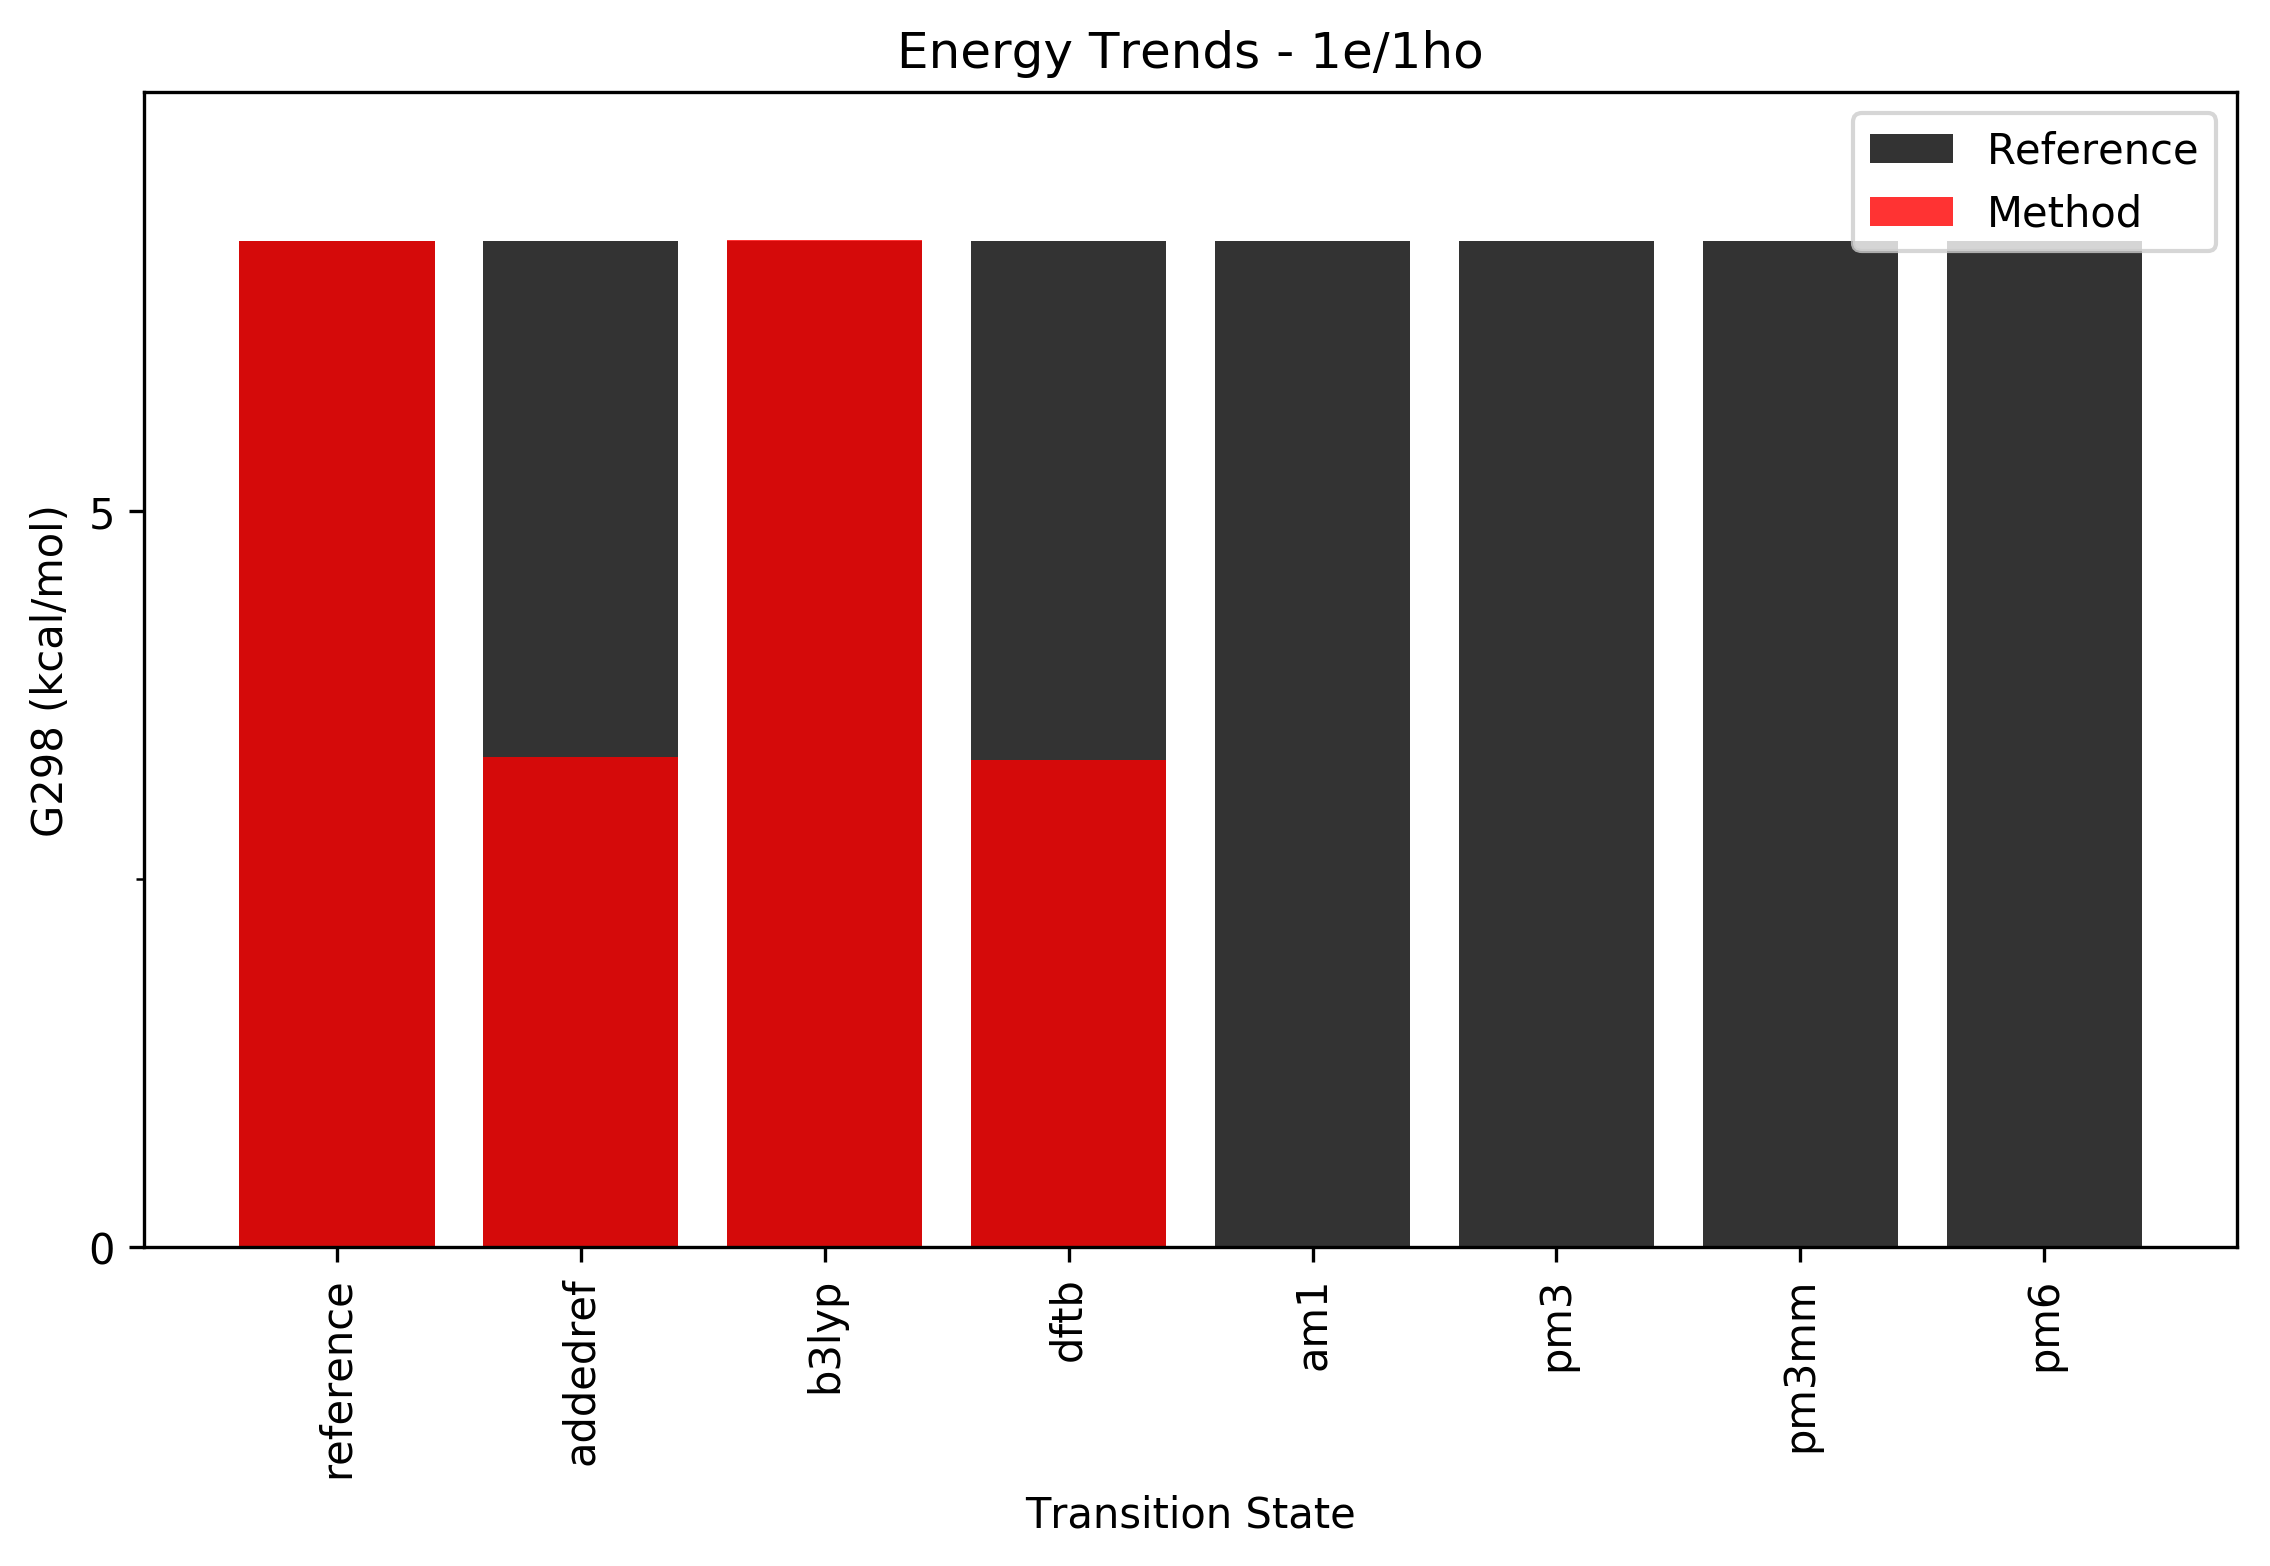 Energy Trends - 1e/1ho
Reference
Method
G298 (kcal/mol)
5
0
reference
addedref
b3lyp
dftb
am1
pm3
pm3mm
pm6
Transition State